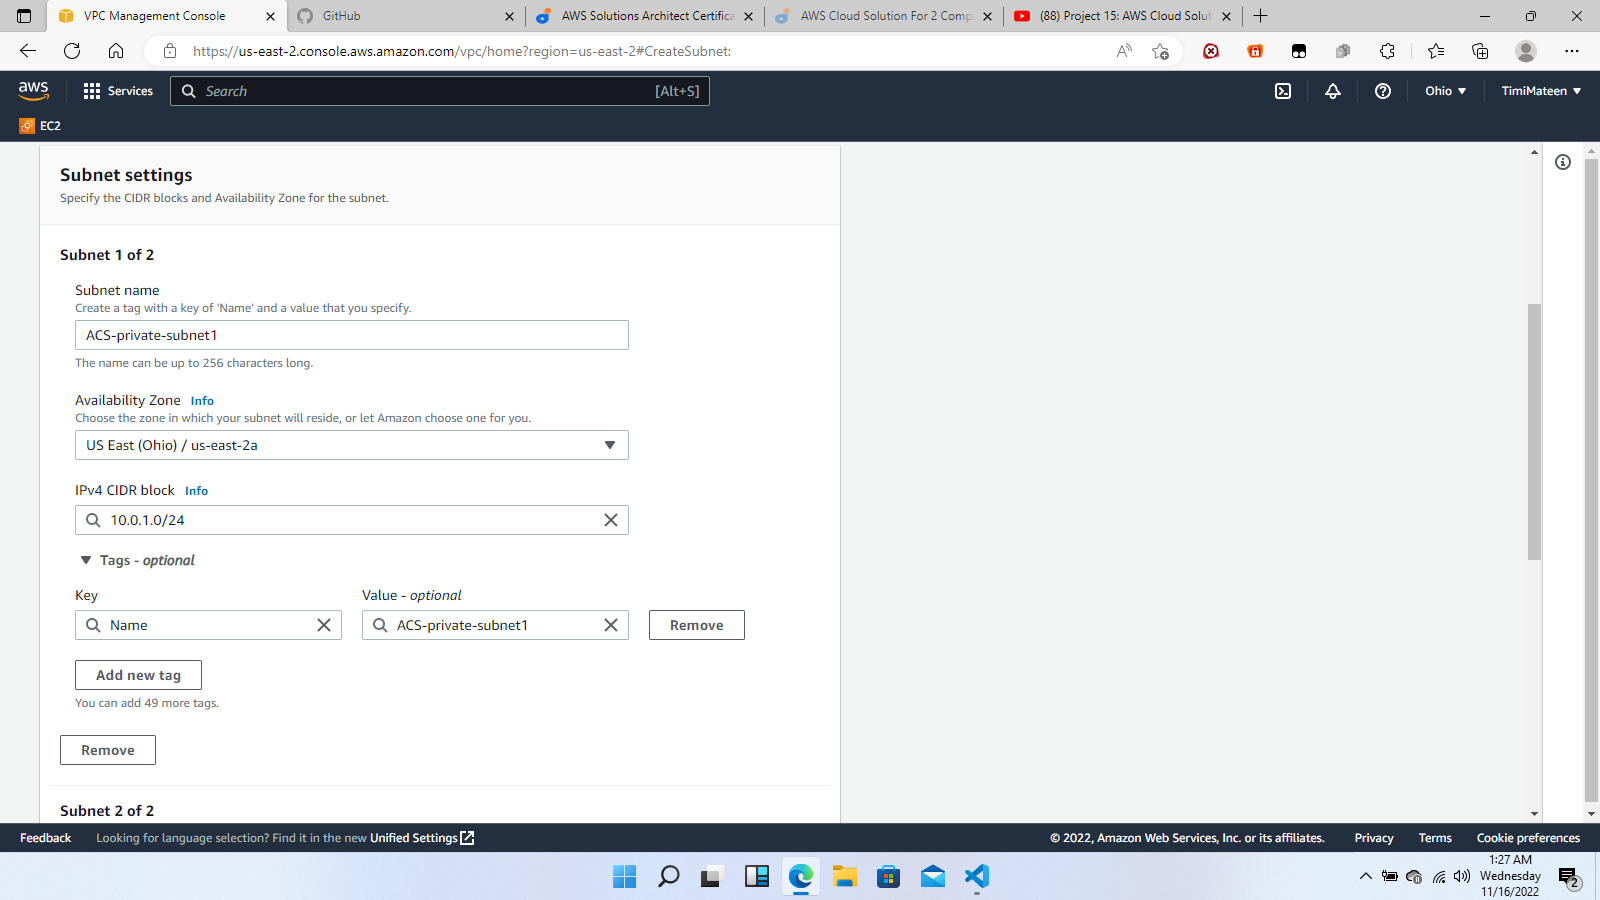 VPC Management Console
GitHub
AWS Solutions Architect Certifica
AWS Cloud Solution For 2 Comp
(88) Project 15: AWS Cloud Solut
https://us-east-2.console.aws.amazon.com/vpc/home?region=us-east-2#CreateSubnet:
aws
Services
Search
[Alt+S]
Ohio
TimiMateen
EC2
Subnet settings
Specify the CIDR blocks and Availability Zone for the subnet.
Subnet 1 of 2
Subnet name
Create a tag with a key of 'Name' and a value that you specify.
ACS-private-subnet1
The name can be up to 256 characters long.
Availability Zone Info
Choose the zone in which your subnet will reside, or let Amazon choose one for you.
US East (Ohio) / us-east-2a
IPv4 CIDR block Info
10.0.1.0/24
Tags - optional
Key
Value - optional
Name
ACS-private-subnet1
Remove
Add new tag
You can add 49 more tags.
Remove
Subnet 2 of 2
Feedback
Looking for language selection? Find it in the new Unified Settings
© 2022, Amazon Web Services, Inc. or its affiliates.
Privacy
Terms
Cookie preferences
1:27 AM
Wednesday
11/16/2022
2